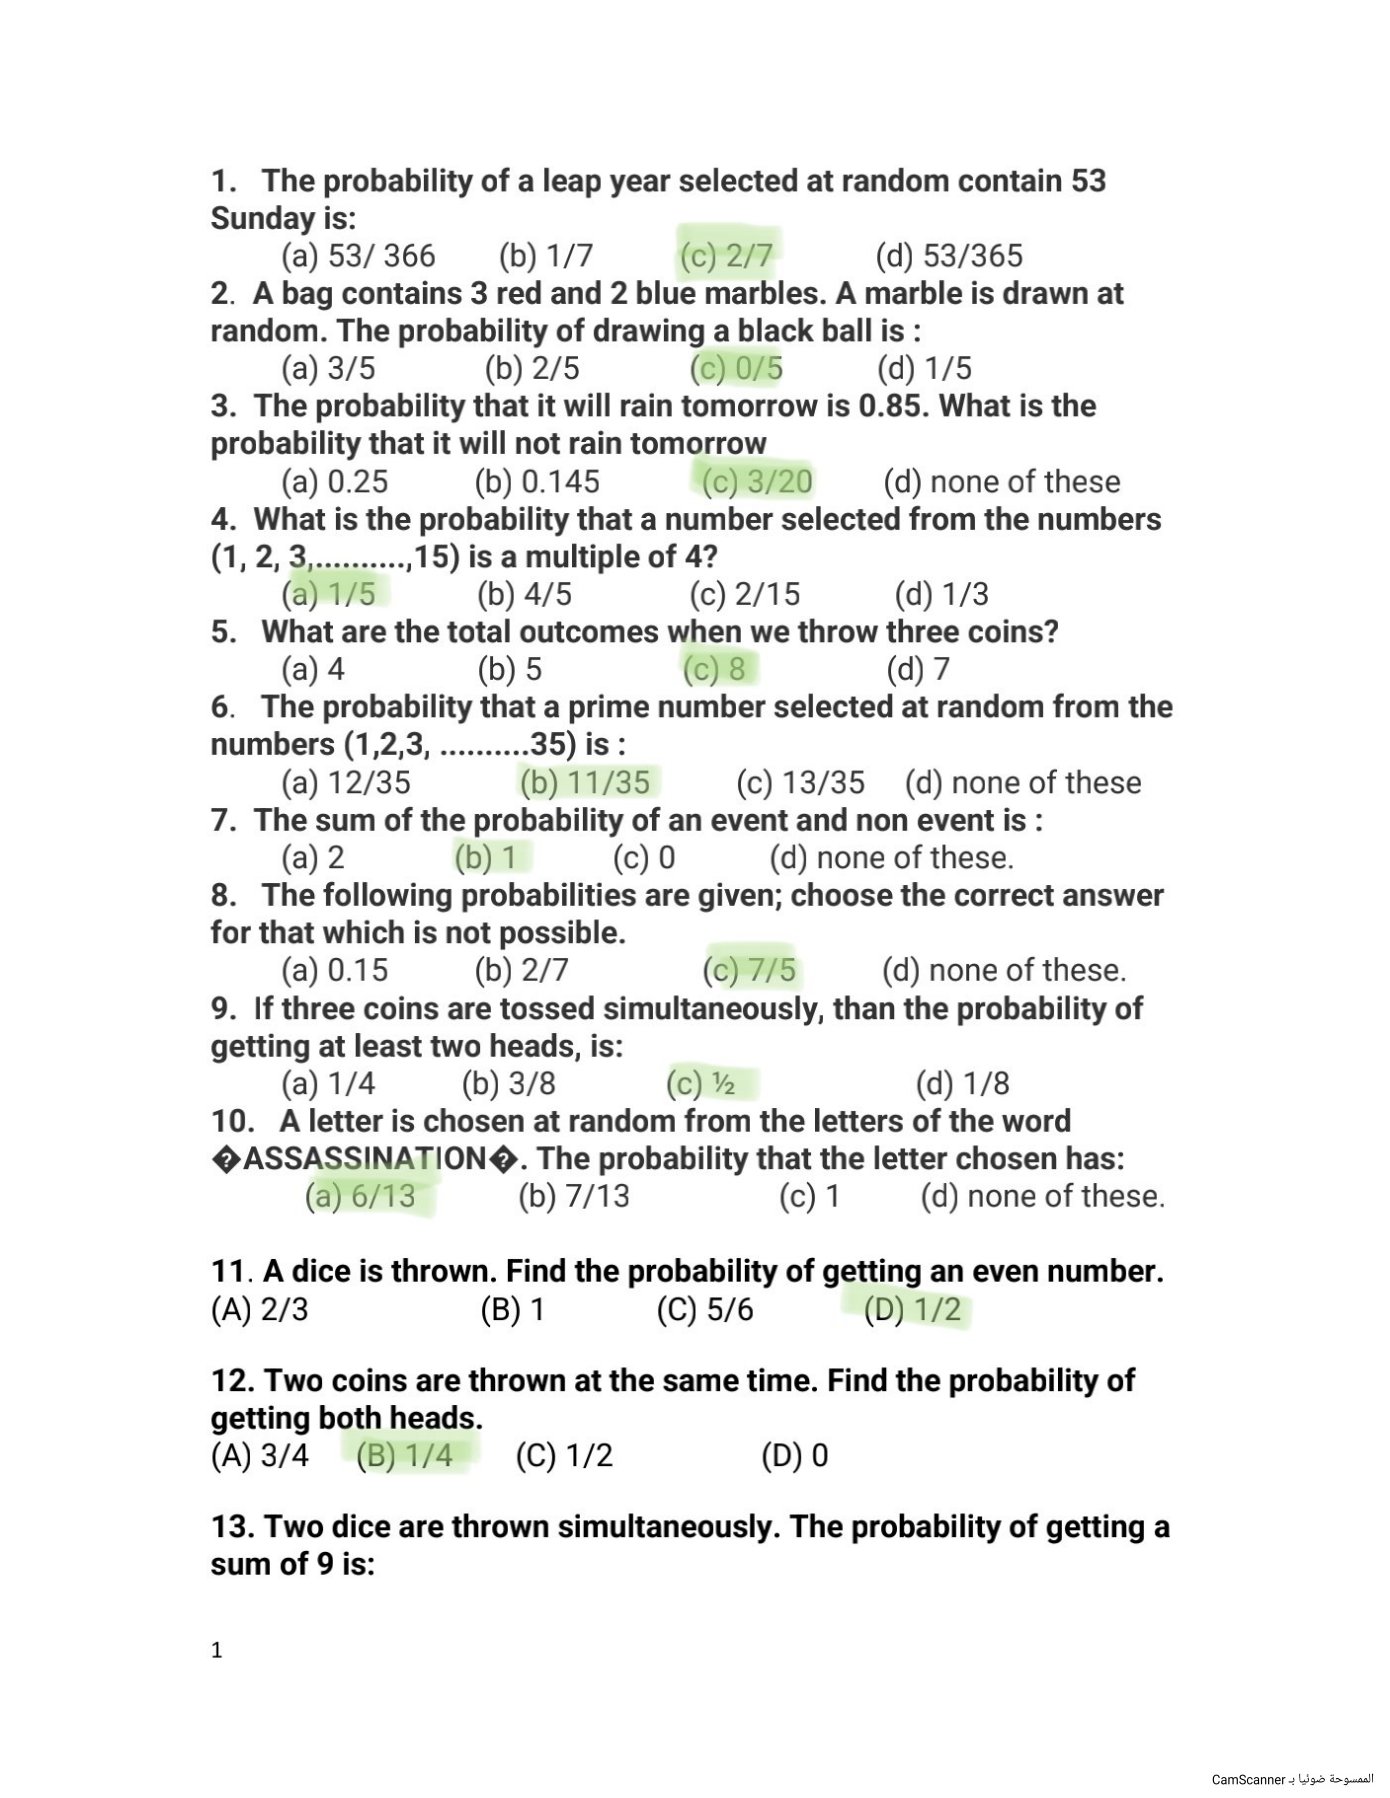 1. The probability of a leap year selected at random contain 53
Sunday is:
(a) 53/ 366 (b) 1/7 (c) 2/7 (d) 53/365
2. A bag contains 3 red and 2 blue marbles. A marble is drawn at
random. The probability of drawing a black ball is :
(a) 3/5 (b) 2/5 (c) 0/5 (d) 1/5
3. The probability that it will rain tomorrow is 0.85. What is the
probability that it will not rain tomorrow
(a) 0.25 (b) 0.145 (c) 3/20 (d) none of these
4. What is the probability that a number selected from the numbers
(1, 2, 3,..........,15) is a multiple of 4?
(a) 1/5 (b) 4/5 (c) 2/15 (d) 1/3
5. What are the total outcomes when we throw three coins?
(a) 4 (b) 5 (c) 8 (d) 7
6. The probability that a prime number selected at random from the
numbers (1,2,3, ..........35) is :
(a) 12/35 (b) 11/35 (c) 13/35 (d) none of these
7. The sum of the probability of an event and non event is :
(a) 2 (b) 1 (c) 0 (d) none of these.
8. The following probabilities are given; choose the correct answer
for that which is not possible.
(a) 0.15 (b) 2/7 (c) 7/5 (d) none of these.
9. If three coins are tossed simultaneously, than the probability of
getting at least two heads, is:
(a) 1/4 (b) 3/8 (c) ½ (d) 1/8
10. A letter is chosen at random from the letters of the word
�ASSASSINATION�. The probability that the letter chosen has:
(a) 6/13 (b) 7/13 (c) 1 (d) none of these.
11. A dice is thrown. Find the probability of getting an even number.
(A) 2/3 (B) 1 (C) 5/6 (D) 1/2
12. Two coins are thrown at the same time. Find the probability of
getting both heads.
(A) 3/4 (B) 1/4 (C) 1/2 (D) 0
13. Two dice are thrown simultaneously. The probability of getting a
sum of 9 is:
1
الممسوحة ضوئيا بـ CamScanner